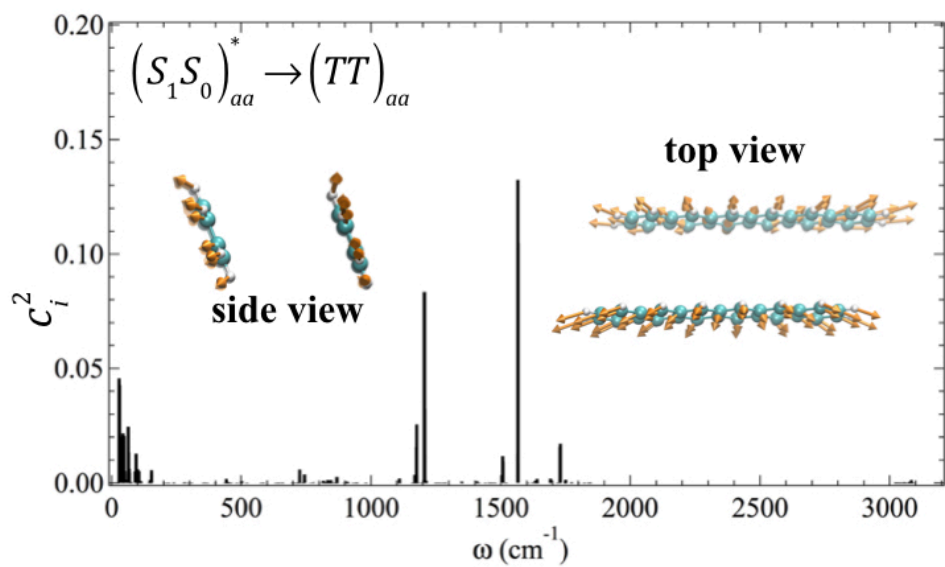 0.20
(S₁S₀)*ₐₐ → (TT)ₐₐ
0.15
top view
0.10
side view
c²ᵢ
0.05
0.00
0 500 1000 1500 2000 2500 3000
ω (cm⁻¹)